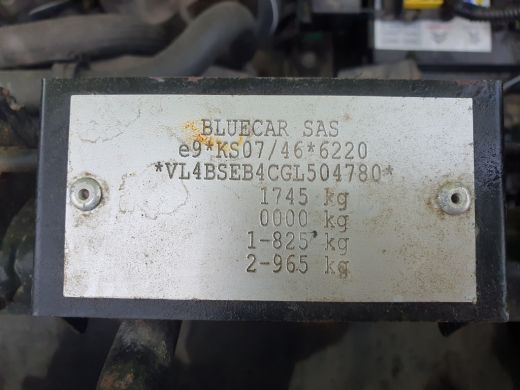 BLUECAR SAS
e9*KS07/46*6220
*VL4BSEB4CGL504780*
1745 kg
0000 kg
1-825 kg
2-965 kg